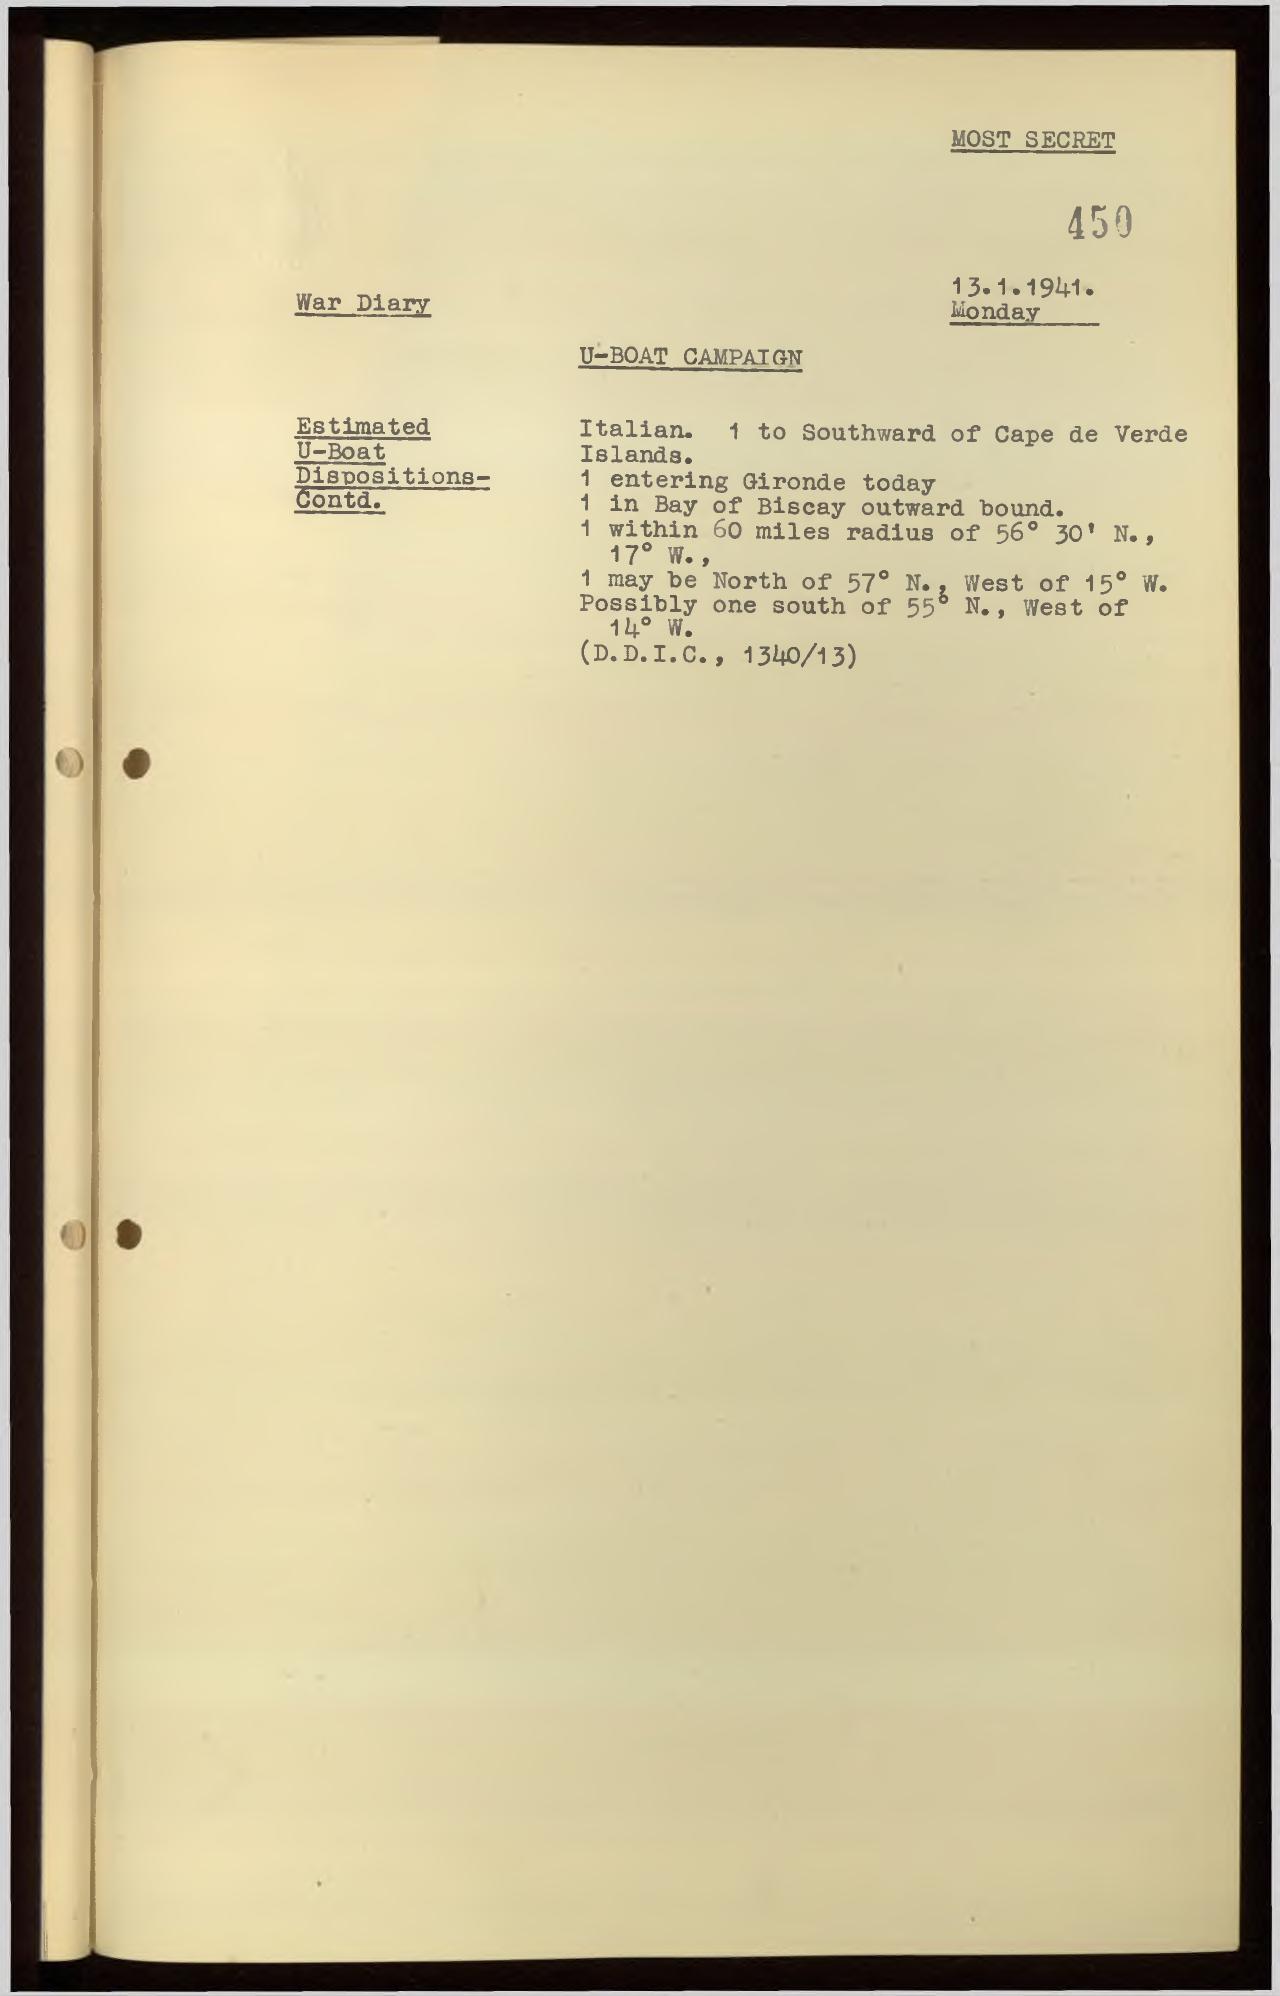 MOST SECRET
450
13.1.1941.
War Diary
Monday
U-BOAT CAMPAIGN
Estimated
U-Boat
Dispositions-
Contd.
Italian. 1 to Southward of Cape de Verde
Islands.
1 entering Gironde today
1 in Bay of Biscay outward bound.
1 within 60 miles radius of 56° 30' N.,
17° W.,
1 may be North of 57° N., West of 15° W.
Possibly one south of 55° N., West of
14° W.
(D.D.I.C., 1340/13)